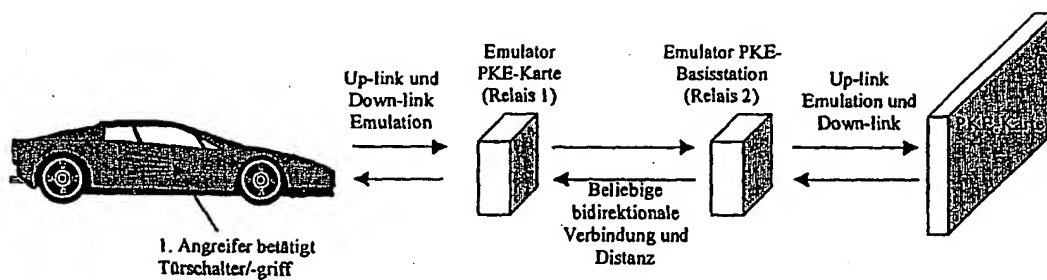 Up-link und
Down-link
Emulation
Emulator
PKE-Karte
(Relais 1)
Emulator PKE-
Basisstation
(Relais 2)
Up-link
Emulation und
Down-link
PKE-Karte
Beliebige
bidirektionale
Verbindung und
Distanz
1. Angreifer betätigt
Türschalter/-griff